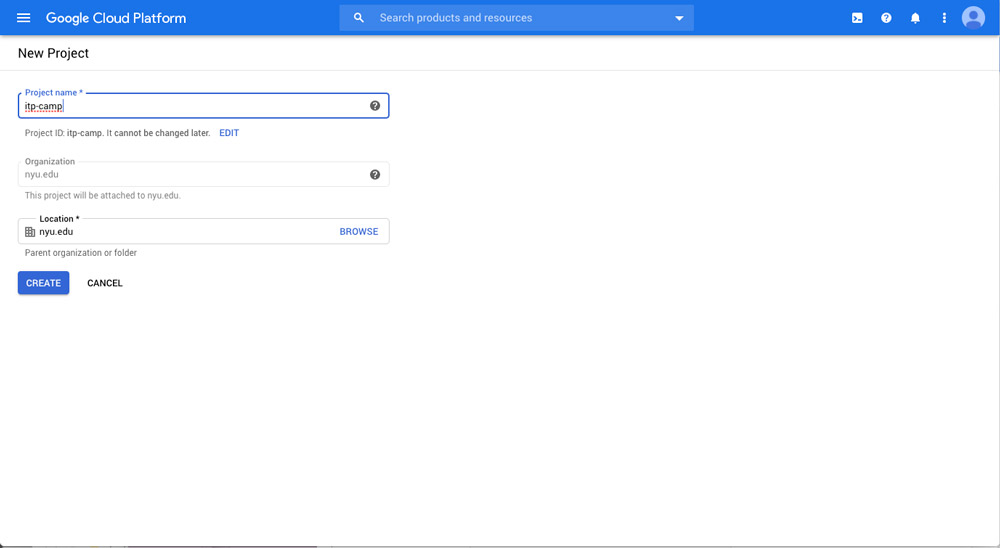 Google Cloud Platform
Search products and resources
New Project
Project name *
itp-camp
Project ID: itp-camp. It cannot be changed later. EDIT
Organization
nyu.edu
This project will be attached to nyu.edu.
Location *
nyu.edu BROWSE
Parent organization or folder
CREATE CANCEL